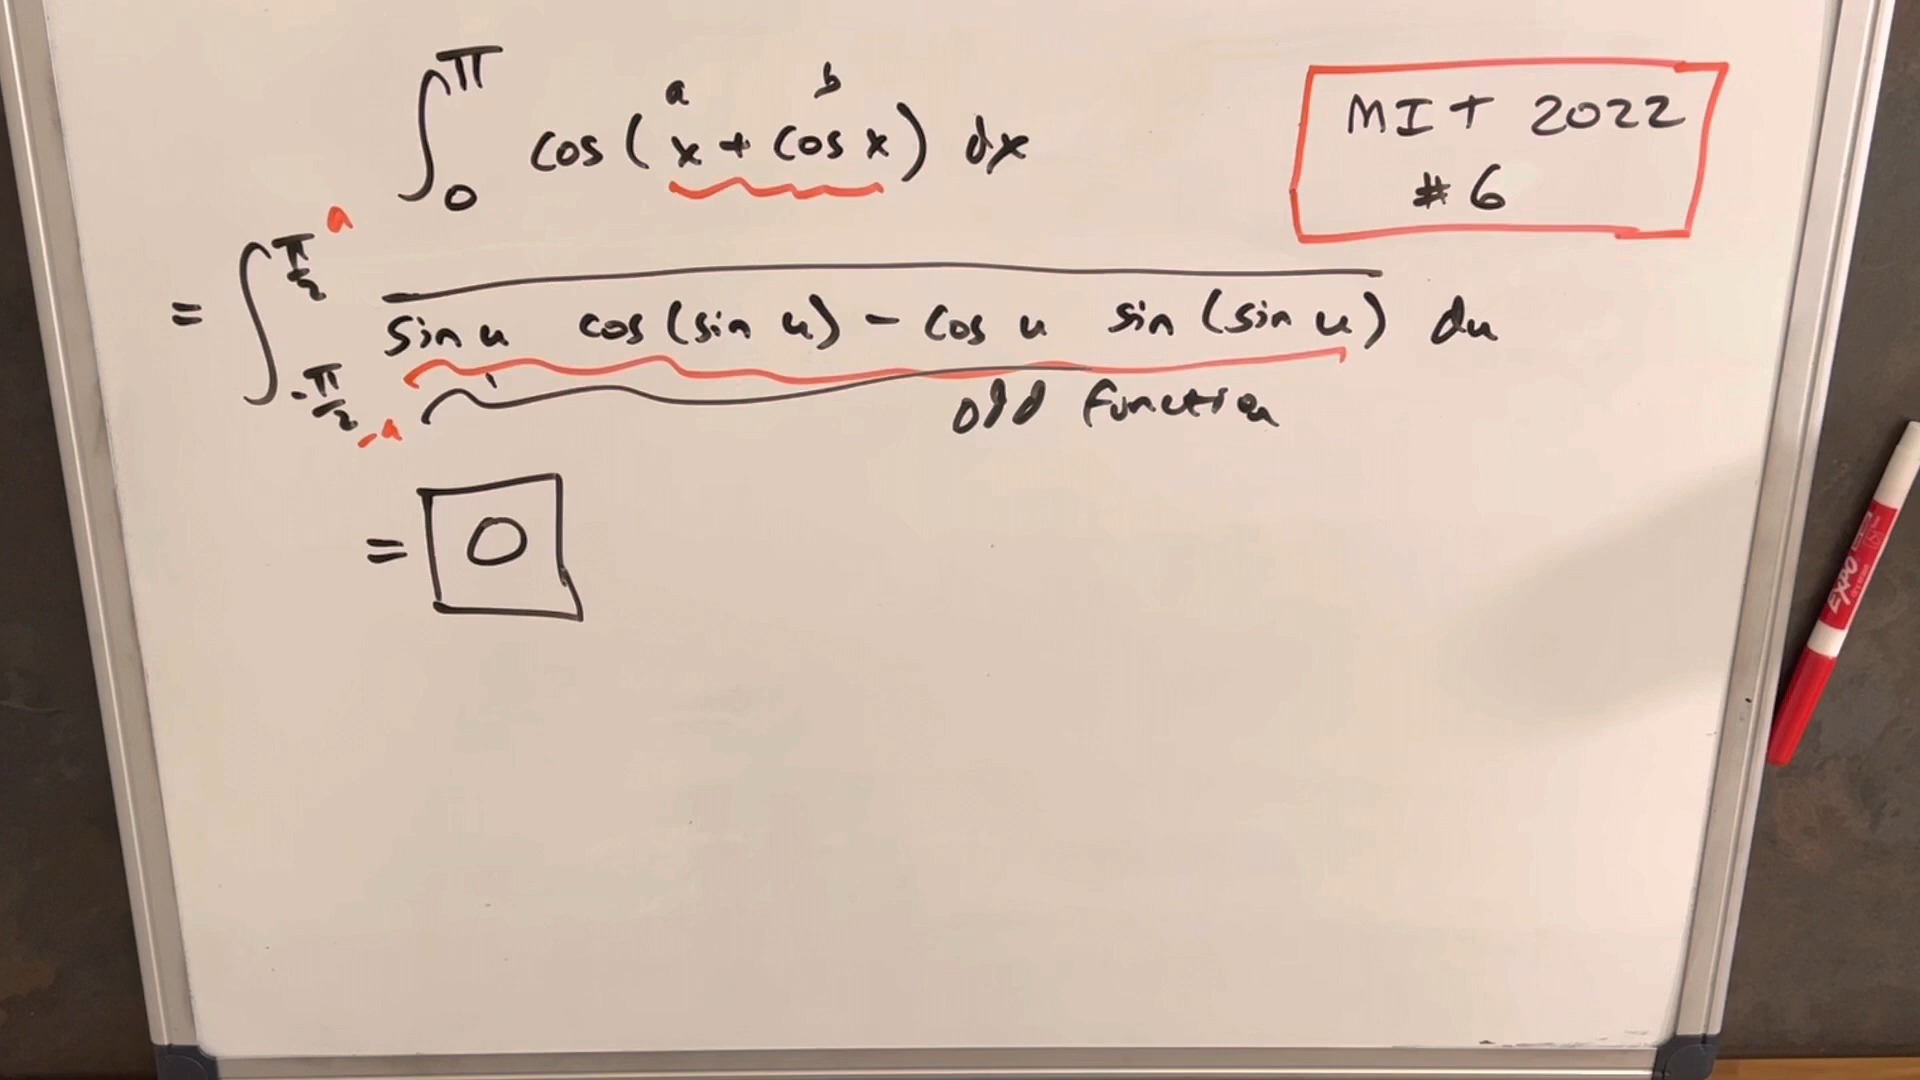 ∫₀^π cos(x + cos x) dx
a b
MIT 2022
# 6
= ∫_{-π/2}^{π/2} sin u cos(sin u) - cos u sin(sin u) du
a
-a
odd function
= 0
EXPO